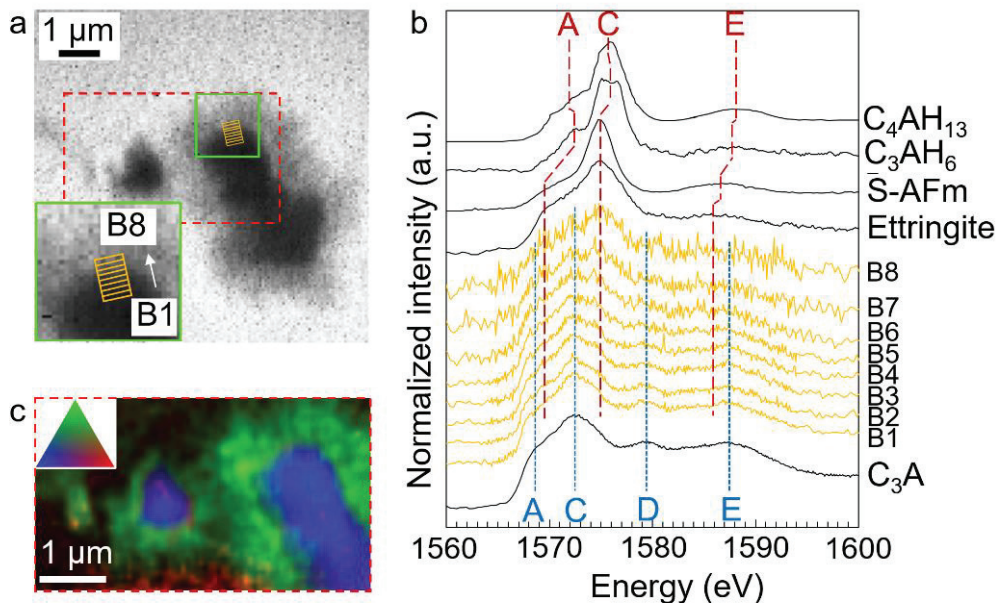 a
1 µm
B8
B1
c
1 µm
b
A C E
C₄AH₁₃
C₃AH₆
S-AFm
Ettringite
B8
B7
B6
B5
B4
B3
B2
B1
C₃A
A C D E
1560 1570 1580 1590 1600
Energy (eV)
Normalized intensity (a.u.)